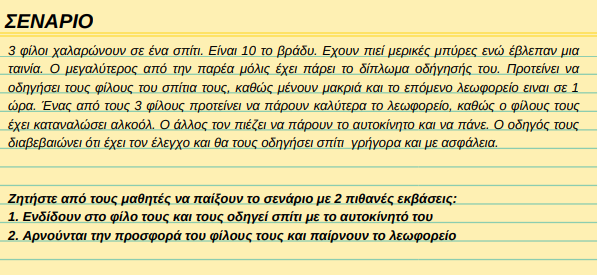 ΣΕΝΑΡΙΟ
3 φίλοι χαλαρώνουν σε ένα σπίτι. Είναι 10 το βράδυ. Εχουν πιεί μερικές μπύρες ενώ έβλεπαν μια
ταινία. Ο μεγαλύτερος από την παρέα μόλις έχει πάρει το δίπλωμα οδήγησής του. Προτείνει να
οδηγήσει τους φίλους του σπίτια τους, καθώς μένουν μακριά και το επόμενο λεωφορείο ειναι σε 1
ώρα. Ένας από τους 3 φίλους προτείνει να πάρουν καλύτερα το λεωφορείο, καθώς ο φίλους τους
έχει καταναλώσει αλκοόλ. Ο άλλος τον πιέζει να πάρουν το αυτοκίνητο και να πάνε. Ο οδηγός τους
διαβεβαιώνει ότι έχει τον έλεγχο και θα τους οδηγήσει σπίτι γρήγορα και με ασφάλεια.
Ζητήστε από τους μαθητές να παίξουν το σενάριο με 2 πιθανές εκβάσεις:
1. Ενδίδουν στο φίλο τους και τους οδηγεί σπίτι με το αυτοκίνητό του
2. Αρνούνται την προσφορά του φίλους τους και παίρνουν το λεωφορείο